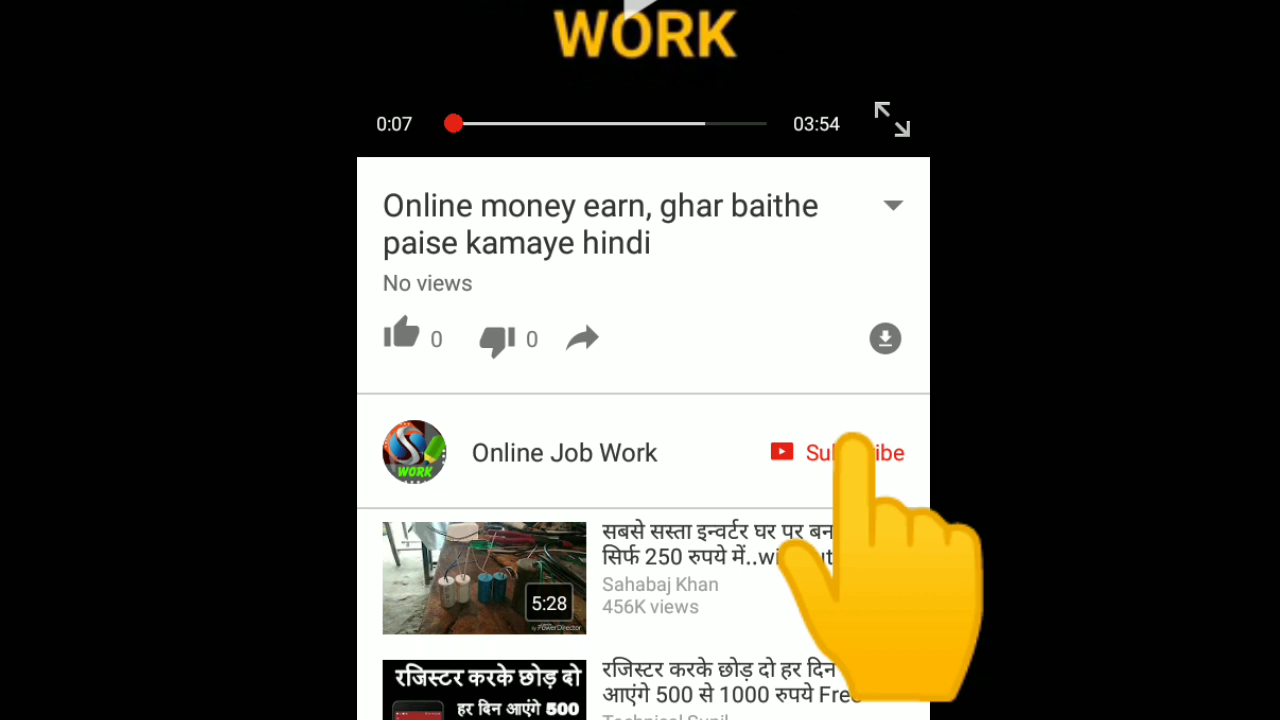 WORK
0:07
03:54
Online money earn, ghar baithe
paise kamaye hindi
No views
0
0
WORK
Online Job Work
सबसे सस्ता इन्वर्टर घर पर
सिर्फ 250 रुपये में..
Sahabaj Khan
456K views
5:28
by PowerDirector
रजिस्टर करके छोड़ दो
हर दिन आएंगे 500
रजिस्टर करके छोड़ दो हर दिन
आएंगे 500 से 1000 रुपये Free